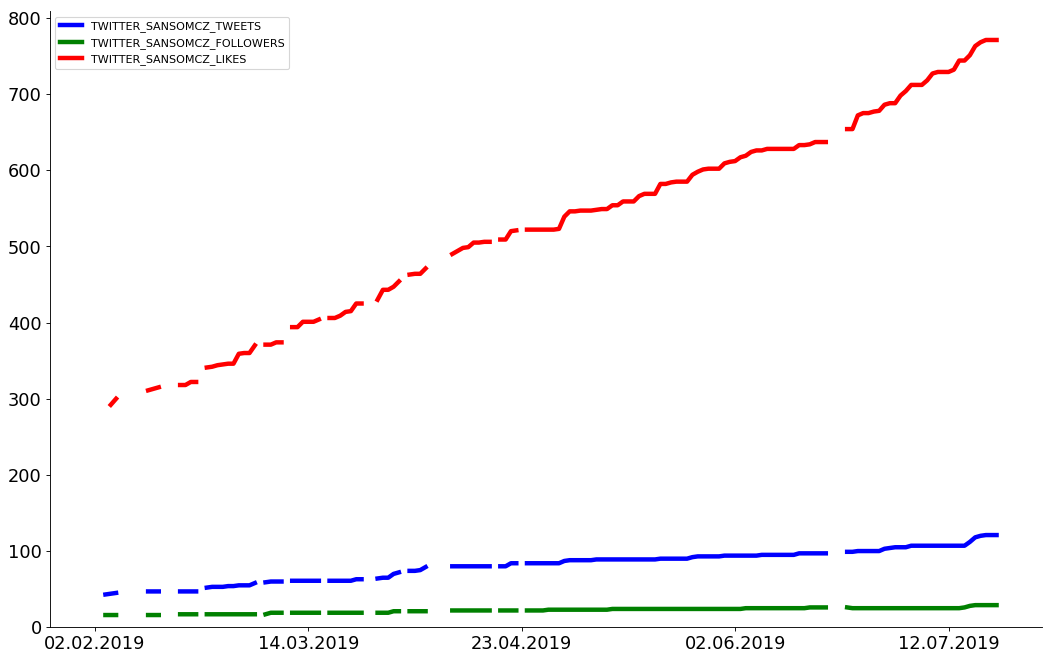 800
TWITTER_SANSOMCZ_TWEETS
TWITTER_SANSOMCZ_FOLLOWERS
TWITTER_SANSOMCZ_LIKES
700
600
500
400
300
200
100
0
02.02.2019 14.03.2019 23.04.2019 02.06.2019 12.07.2019